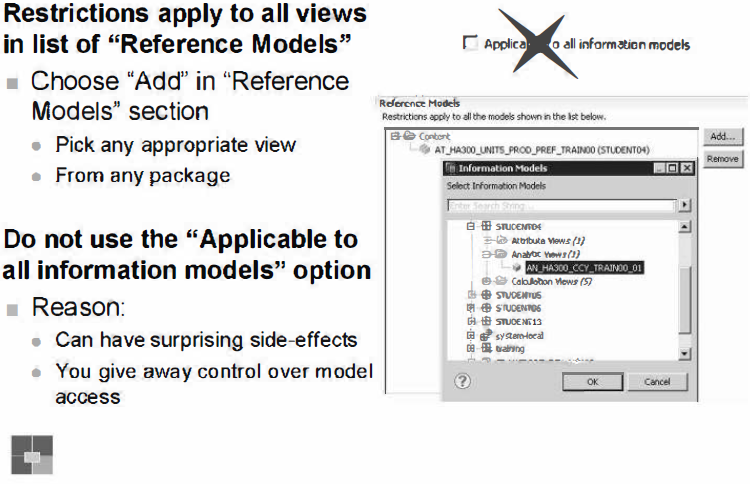 Restrictions apply to all views
in list of “Reference Models”
Choose “Add” in “Reference
Models” section
Pick any appropriate view
From any package
Do not use the “Applicable to
all information models” option
Reason:
Can have surprising side-effects
You give away control over model
access
Applica o all information models
Reference Models
Restrictions apply to all the models shown in the list below.
Content
AT_HA300_UNITS_PROD_PREF_TRAIN00 (STUDENT04)
Add...
Remove
Information Models
Select Information Models
Enter Search String...
STUDENT04
Attribute Views (1)
Analytic Views (1)
AN_HA300_CCY_TRAIN00_01
Calculation Views (5)
STUDENT05
STUDENT06
STUDENT13
system-local
training
?
OK
Cancel